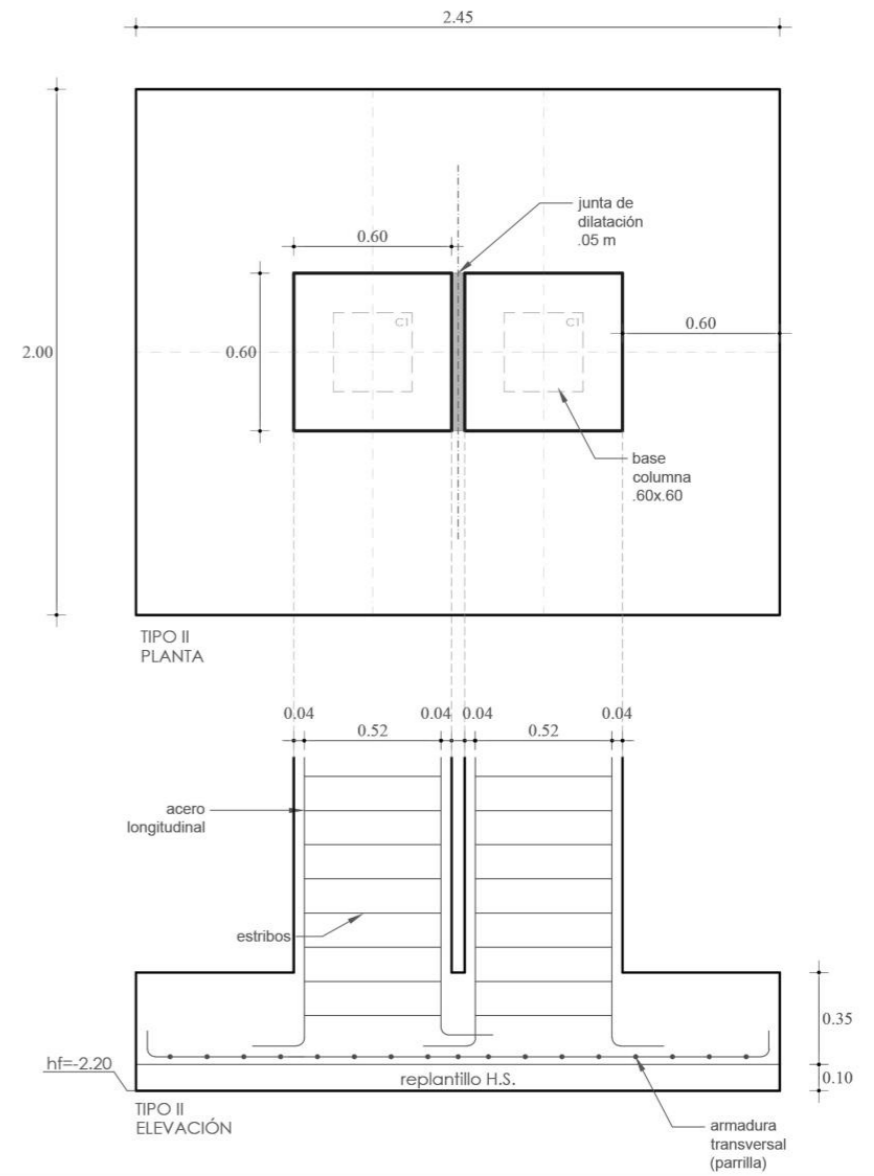 2.45
junta de
dilatación
.05 m
0.60
C1
C1
0.60
2.00
0.60
base
columna
.60x.60
TIPO II
PLANTA
0.04
0.04
0.04
0.04
0.52
0.52
acero
longitudinal
estribos
0.35
hf=-2.20
replantillo H.S.
0.10
TIPO II
ELEVACIÓN
armadura
transversal
(parrilla)